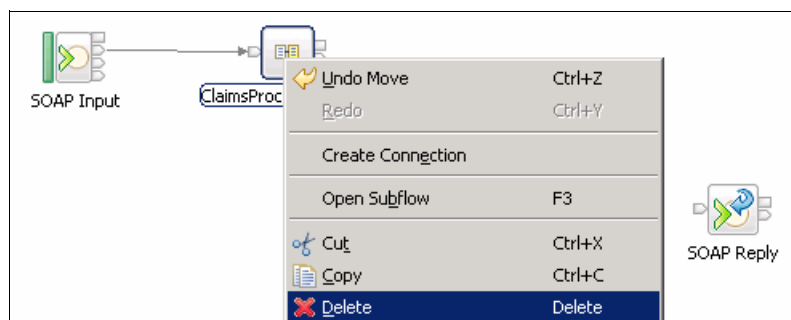 SOAP Input
ClaimsProc
Undo Move Ctrl+Z
Redo Ctrl+Y
Create Connection
Open Subflow F3
Cut Ctrl+X
Copy Ctrl+C
Delete Delete
SOAP Reply